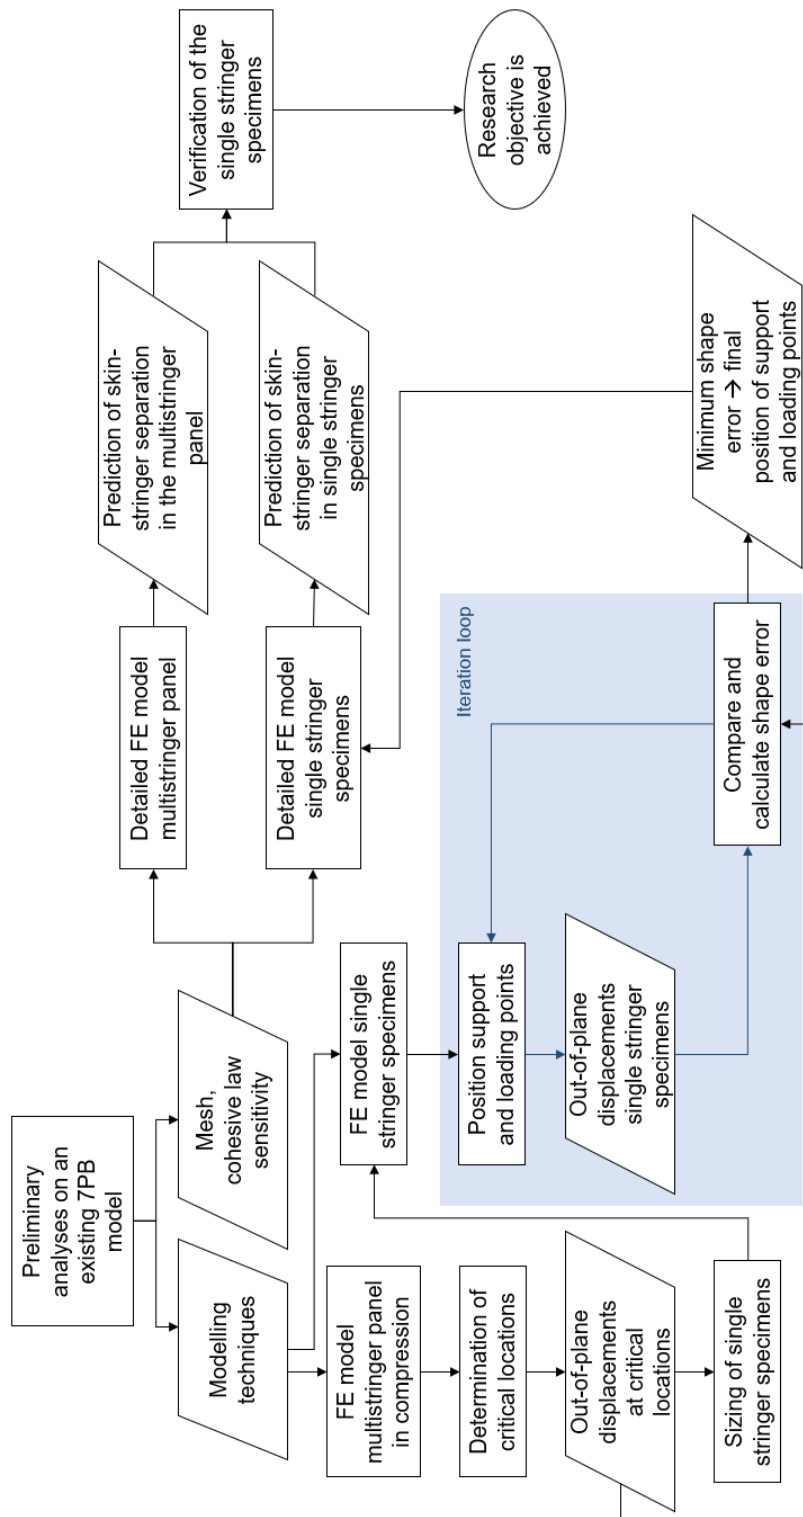 Preliminary
analyses on an
existing 7PB
model
Modelling
techniques
Mesh,
cohesive law
sensitivity
FE model
multistringer panel
in compression
Determination of
critical locations
Out-of-plane
displacements
at critical
locations
Sizing of single
stringer specimens
FE model single
stringer specimens
Iteration loop
Position support
and loading points
Out-of-plane
displacements
single stringer
specimens
Compare and
calculate shape error
Minimum shape
error → final
position of support
and loading points
Detailed FE model
multistringer panel
Detailed FE model
single stringer
specimens
Prediction of skin-
stringer separation
in the multistringer
panel
Prediction of skin-
stringer separation
in single stringer
specimens
Verification of the
single stringer
specimens
Research
objective is
achieved